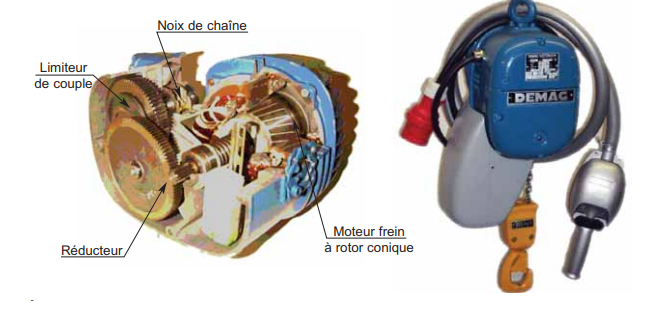 Noix de chaîne
Limiteur
de couple
Moteur frein
à rotor conique
Réducteur
DEMAG